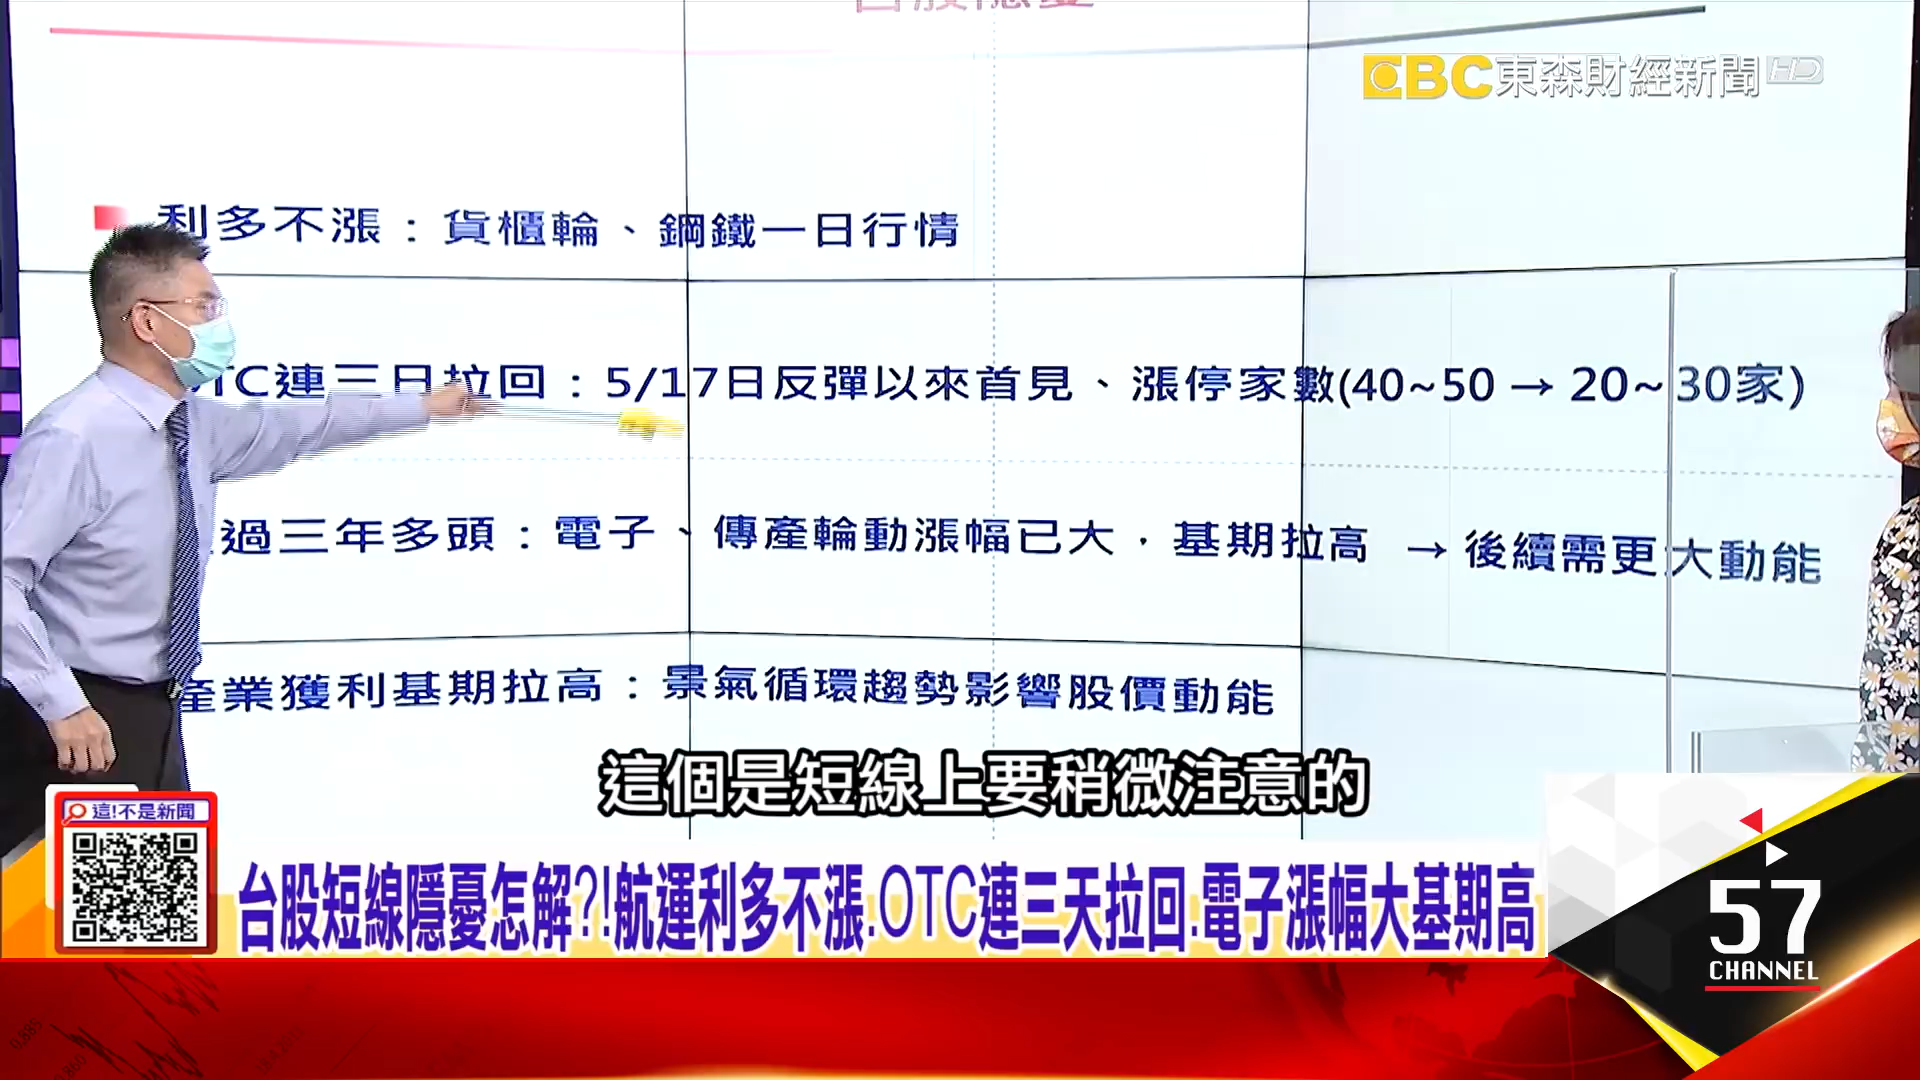 台股隱憂
EBC東森財經新聞HD
利多不漲：貨櫃輪、鋼鐵一日行情
OTC連三日拉回：5/17日反彈以來首見、漲停家數(40~50→20~30家)
過三年多頭：電子、傳產輪動漲幅已大，基期拉高 →後續需更大動能
產業獲利基期拉高：景氣循環趨勢影響股價動能
這個是短線上要稍微注意的
這!不是新聞
台股短線隱憂怎解?!航運利多不漲.OTC連三天拉回.電子漲幅大基期高
57
CHANNEL